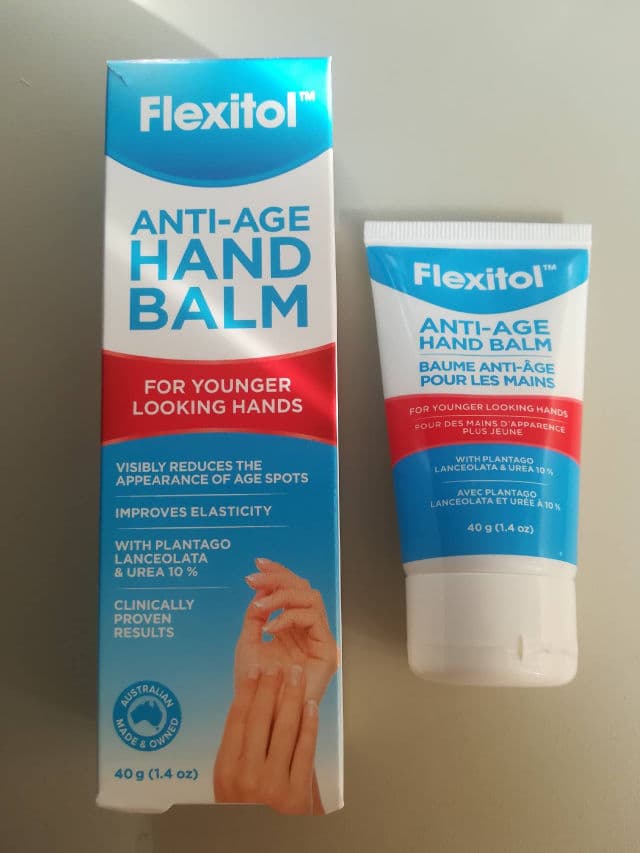 Flexitol™
ANTI-AGE
HAND
BALM
FOR YOUNGER
LOOKING HANDS
VISIBLY REDUCES THE
APPEARANCE OF AGE SPOTS
IMPROVES ELASTICITY
WITH PLANTAGO
LANCEOLATA
& UREA 10 %
CLINICALLY
PROVEN
RESULTS
AUSTRALIAN
MADE & OWNED
40 g (1.4 oz)
Flexitol™
ANTI-AGE
HAND BALM
BAUME ANTI-ÂGE
POUR LES MAINS
FOR YOUNGER LOOKING HANDS
POUR DES MAINS D'APPARENCE
PLUS JEUNE
WITH PLANTAGO
LANCEOLATA & UREA 10 %
AVEC PLANTAGO
LANCEOLATA ET URÉE À 10 %
40 g (1.4 oz)